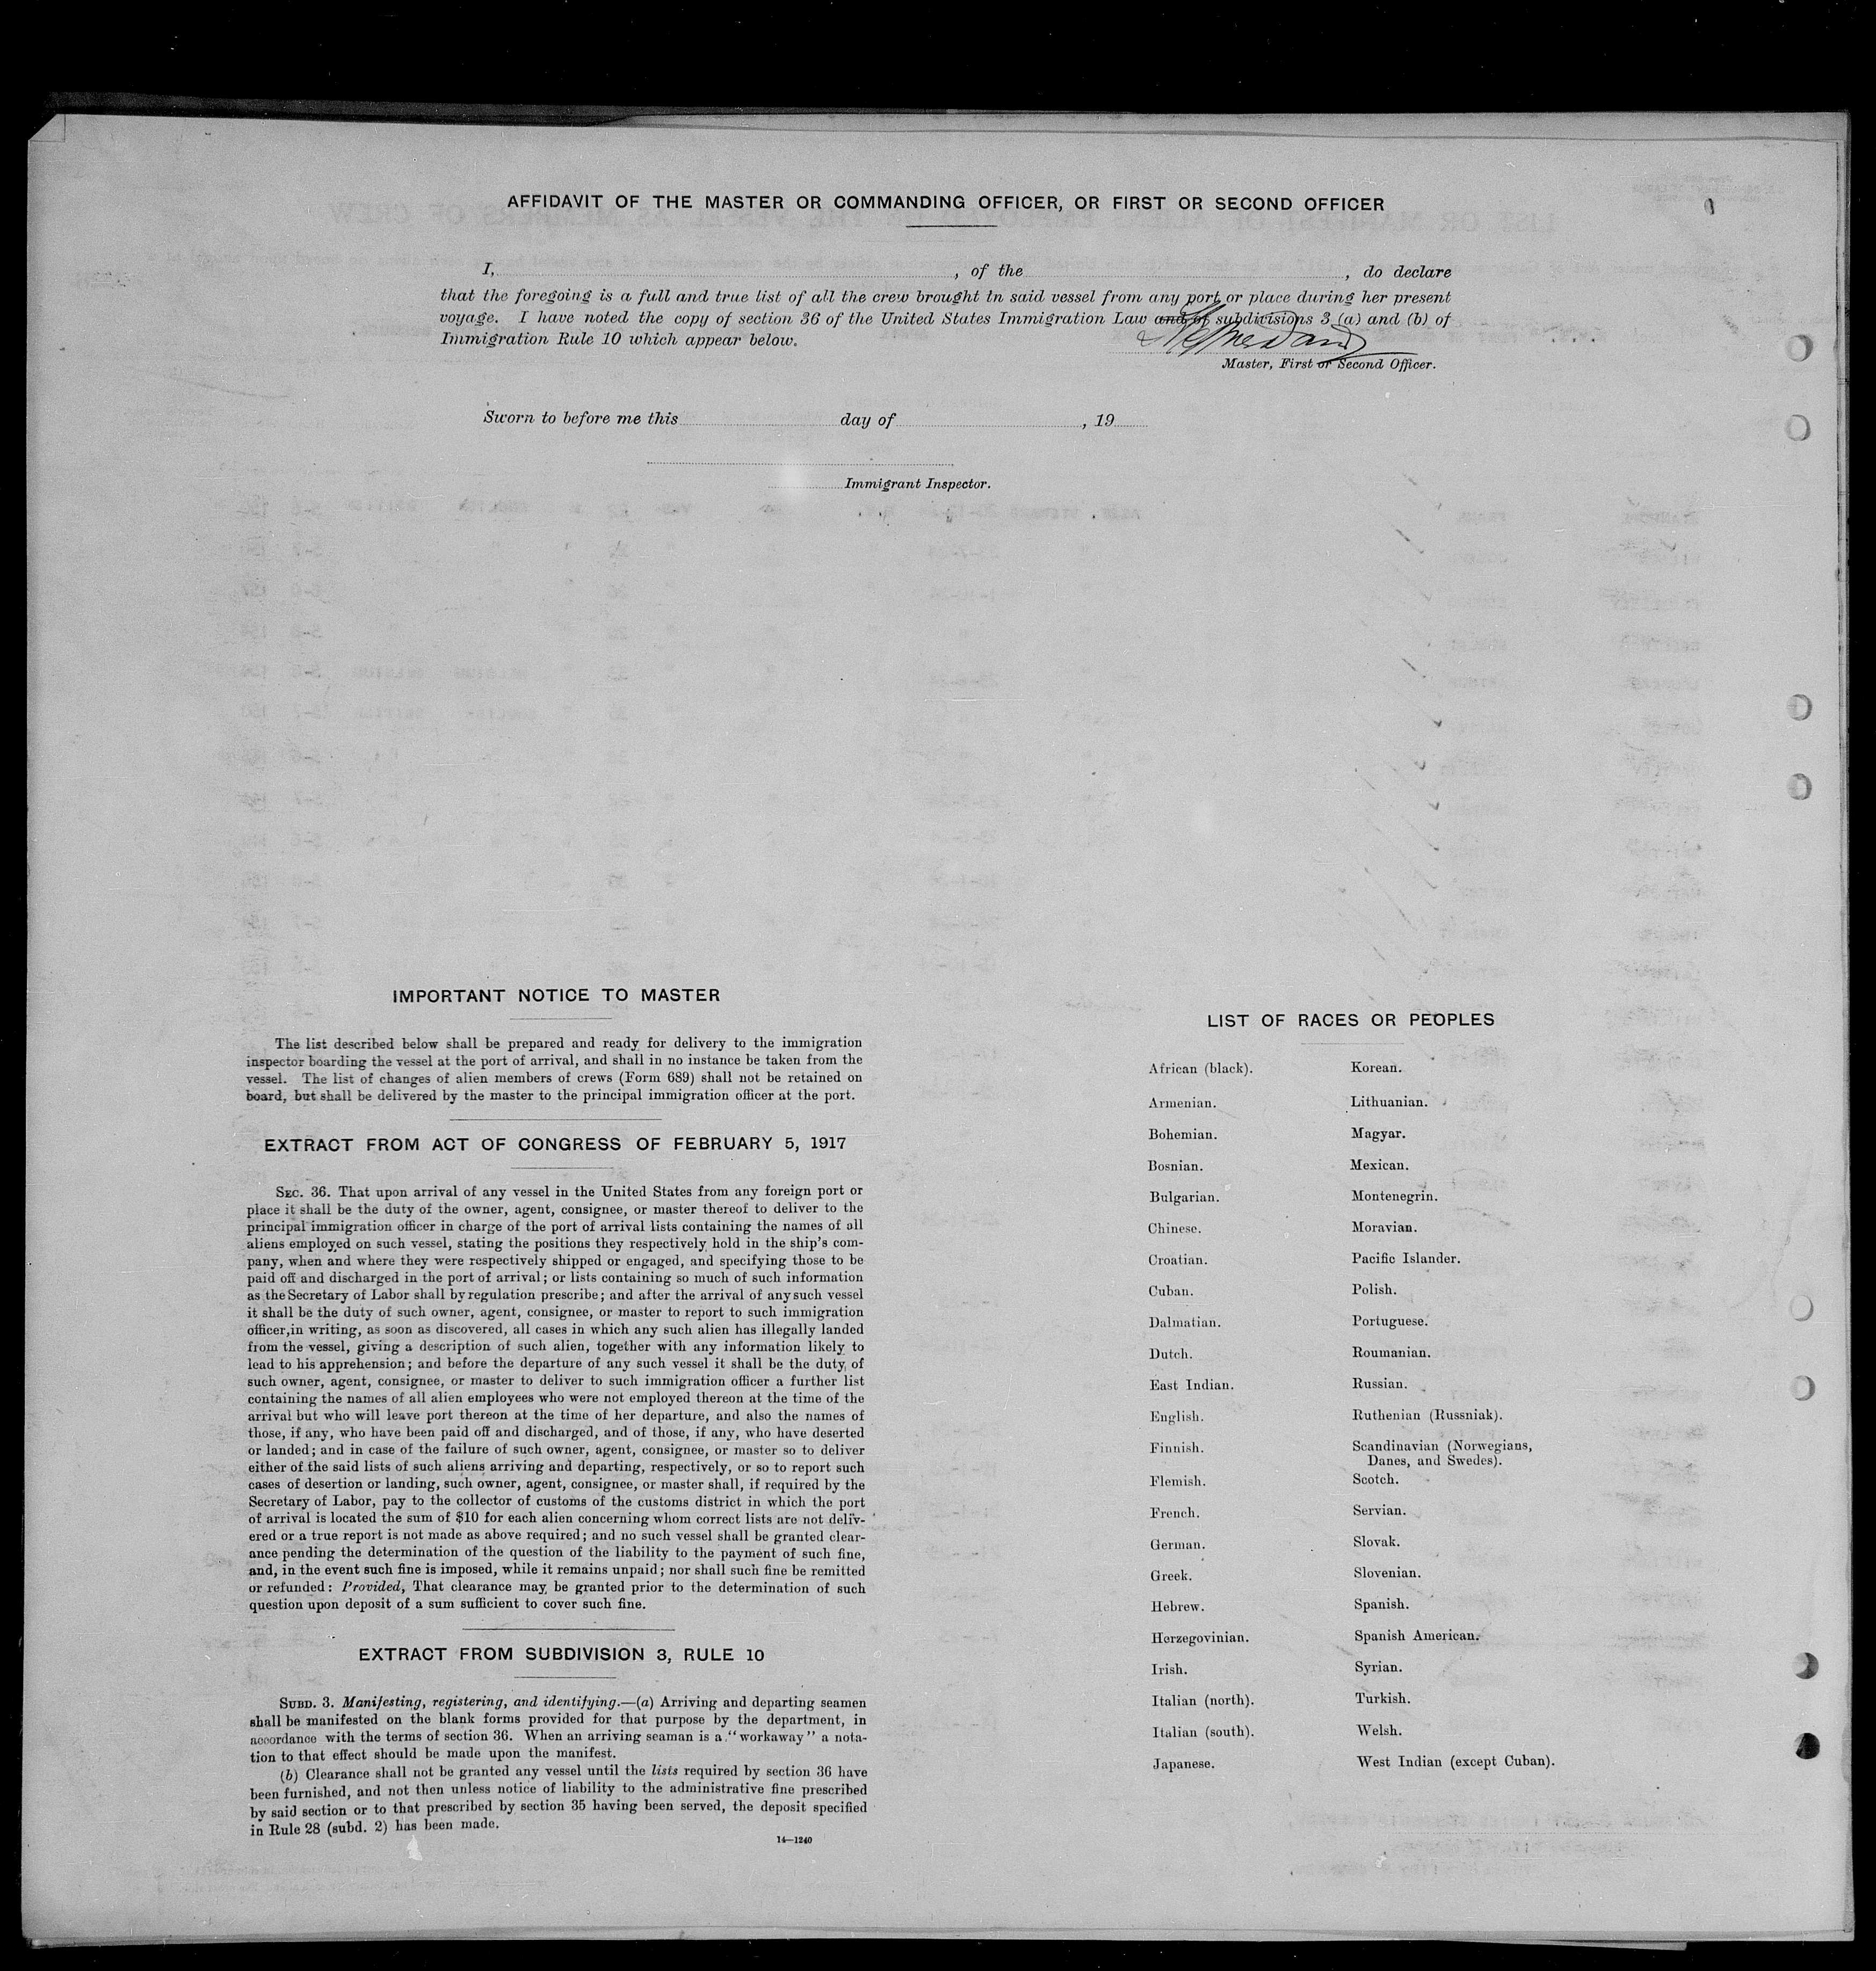 AFFIDAVIT OF THE MASTER OR COMMANDING OFFICER, OR FIRST OR SECOND OFFICER
I, , of the , do declare
that the foregoing is a full and true list of all the crew brought in said vessel from any port or place during her present
voyage. I have noted the copy of section 36 of the United States Immigration Law and of subdivisions 3 (a) and (b) of
Immigration Rule 10 which appear below.
Master, First or Second Officer.
Sworn to before me this day of , 19
Immigrant Inspector.
IMPORTANT NOTICE TO MASTER
The list described below shall be prepared and ready for delivery to the immigration
inspector boarding the vessel at the port of arrival, and shall in no instance be taken from the
vessel. The list of changes of alien members of crews (Form 689) shall not be retained on
board, but shall be delivered by the master to the principal immigration officer at the port.
EXTRACT FROM ACT OF CONGRESS OF FEBRUARY 5, 1917
SEC. 36. That upon arrival of any vessel in the United States from any foreign port or
place it shall be the duty of the owner, agent, consignee, or master thereof to deliver to the
principal immigration officer in charge of the port of arrival lists containing the names of all
aliens employed on such vessel, stating the positions they respectively hold in the ship's com-
pany, when and where they were respectively shipped or engaged, and specifying those to be
paid off and discharged in the port of arrival; or lists containing so much of such information
as the Secretary of Labor shall by regulation prescribe; and after the arrival of any such vessel
it shall be the duty of such owner, agent, consignee, or master to report to such immigration
officer, in writing, as soon as discovered, all cases in which any such alien has illegally landed
from the vessel, giving a description of such alien, together with any information likely to
lead to his apprehension; and before the departure of any such vessel it shall be the duty of
such owner, agent, consignee, or master to deliver to such immigration officer a further list
containing the names of all alien employees who were not employed thereon at the time of the
arrival but who will leave port thereon at the time of her departure, and also the names of
those, if any, who have been paid off and discharged, and of those, if any, who have deserted
or landed; and in case of the failure of such owner, agent, consignee, or master so to deliver
either of the said lists of such aliens arriving and departing, respectively, or so to report such
cases of desertion or landing, such owner, agent, consignee, or master shall, if required by the
Secretary of Labor, pay to the collector of customs of the customs district in which the port
of arrival is located the sum of $10 for each alien concerning whom correct lists are not deliv-
ered or a true report is not made as above required; and no such vessel shall be granted clear-
ance pending the determination of the question of the liability to the payment of such fine,
and, in the event such fine is imposed, while it remains unpaid; nor shall such fine be remitted
or refunded: Provided, That clearance may be granted prior to the determination of such
question upon deposit of a sum sufficient to cover such fine.
EXTRACT FROM SUBDIVISION 3, RULE 10
SUBD. 3. Manifesting, registering, and identifying.—(a) Arriving and departing seamen
shall be manifested on the blank forms provided for that purpose by the department, in
accordance with the terms of section 36. When an arriving seaman is a "workaway" a nota-
tion to that effect should be made upon the manifest.
(b) Clearance shall not be granted any vessel until the lists required by section 36 have
been furnished, and not then unless notice of liability to the administrative fine prescribed
by said section or to that prescribed by section 35 having been served, the deposit specified
in Rule 28 (subd. 2) has been made.
14—1240
LIST OF RACES OR PEOPLES
African (black).
Armenian.
Bohemian.
Bosnian.
Bulgarian.
Chinese.
Croatian.
Cuban.
Dalmatian.
Dutch.
East Indian.
English.
Finnish.
Flemish.
French.
German.
Greek.
Hebrew.
Herzegovinian.
Irish.
Italian (north).
Italian (south).
Japanese.
Korean.
Lithuanian.
Magyar.
Mexican.
Montenegrin.
Moravian.
Pacific Islander.
Polish.
Portuguese.
Roumanian.
Russian.
Ruthenian (Russniak).
Scandinavian (Norwegians,
Danes, and Swedes).
Scotch.
Servian.
Slovak.
Slovenian.
Spanish.
Spanish American.
Syrian.
Turkish.
Welsh.
West Indian (except Cuban).